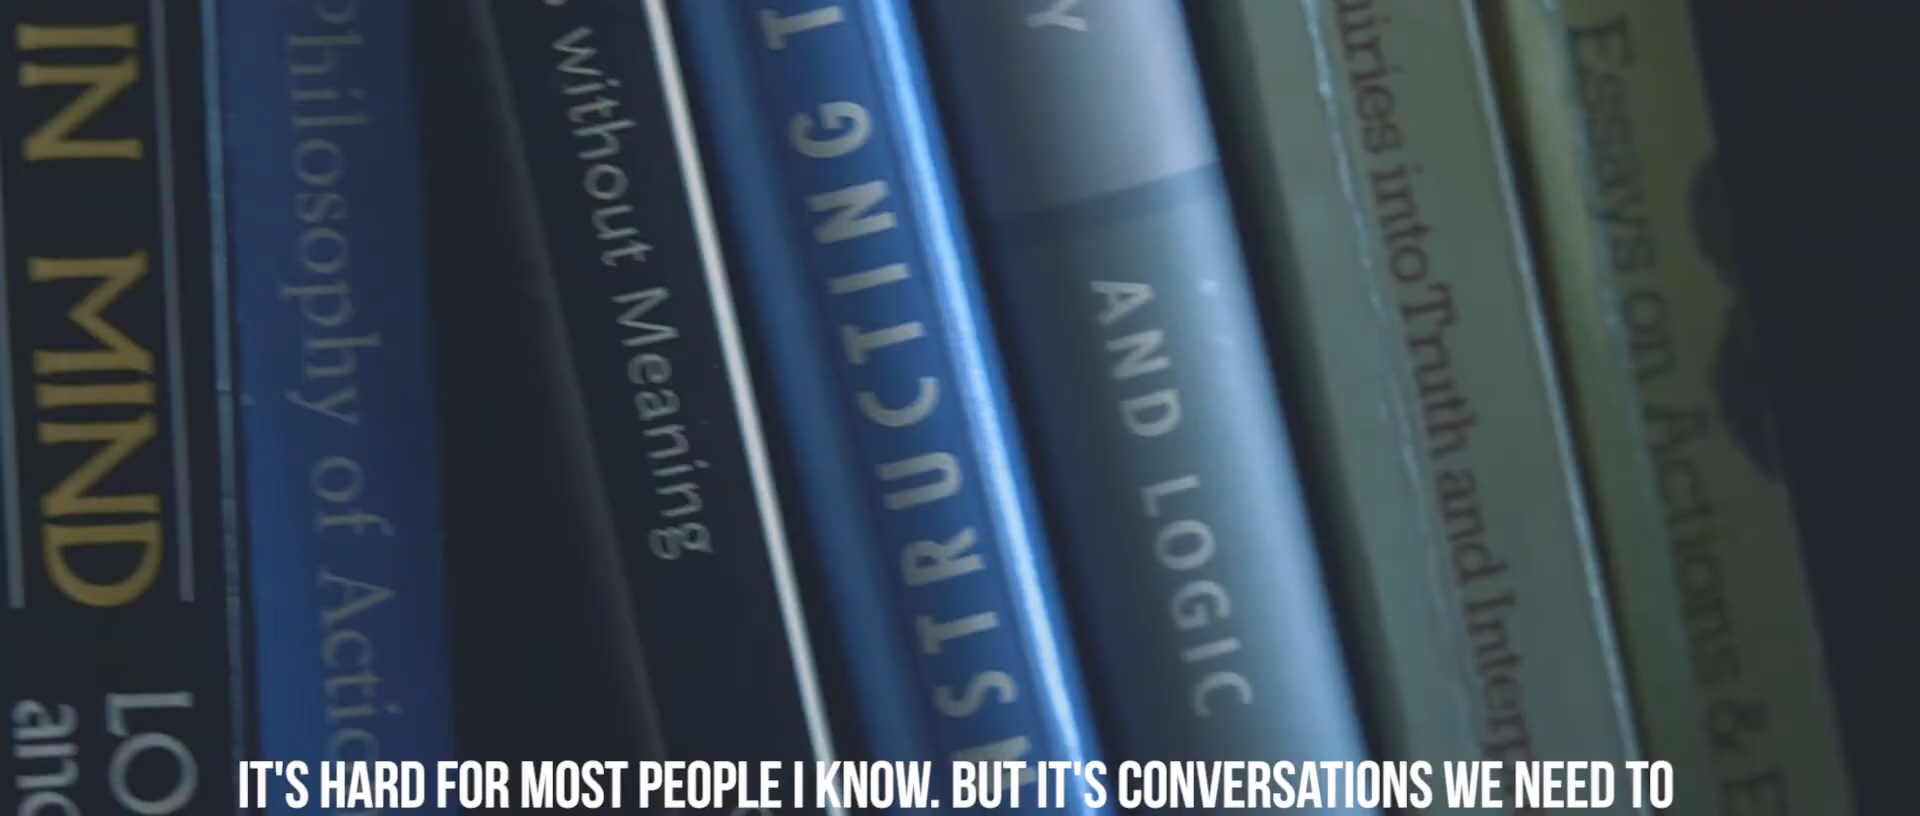 IN MIND
LO
and
Philosophy of Actio
without Meaning
STRUCTING T
Y
AND LOGIC
uiries into Truth and Interp
Essays on Actions & E
IT'S HARD FOR MOST PEOPLE I KNOW. BUT IT'S CONVERSATIONS WE NEED TO